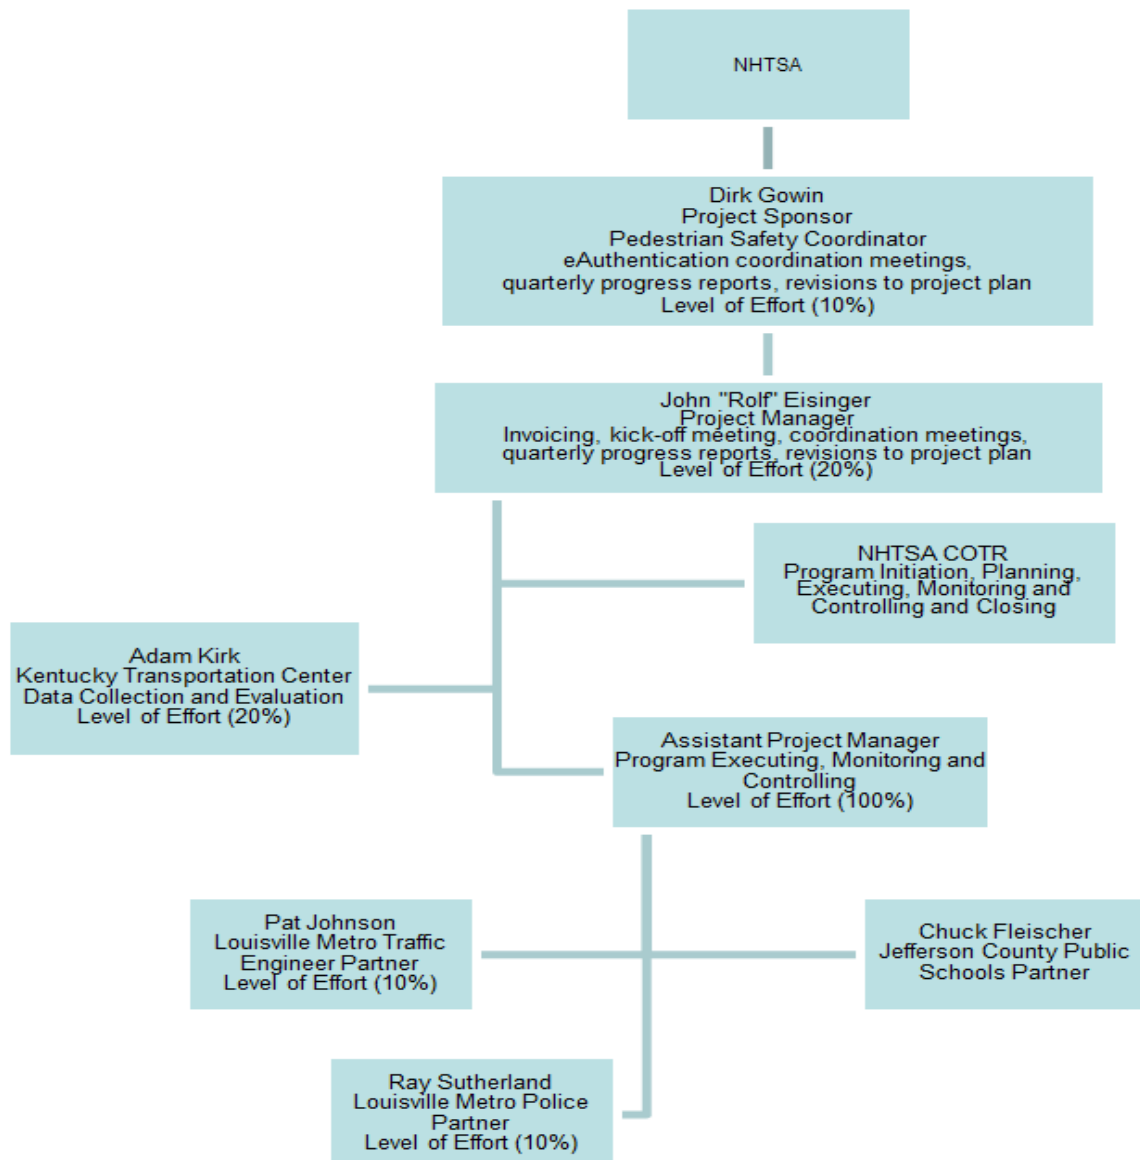 NHTSA
Dirk Gowin
Project Sponsor
Pedestrian Safety Coordinator
eAuthentication coordination meetings,
quarterly progress reports, revisions to project plan
Level of Effort (10%)
John "Rolf" Eisinger
Project Manager
Invoicing, kick-off meeting, coordination meetings,
quarterly progress reports, revisions to project plan
Level of Effort (20%)
NHTSA COTR
Program Initiation, Planning,
Executing, Monitoring and
Controlling and Closing
Adam Kirk
Kentucky Transportation Center
Data Collection and Evaluation
Level of Effort (20%)
Assistant Project Manager
Program Executing, Monitoring and
Controlling
Level of Effort (100%)
Pat Johnson
Louisville Metro Traffic
Engineer Partner
Level of Effort (10%)
Chuck Fleischer
Jefferson County Public
Schools Partner
Ray Sutherland
Louisville Metro Police
Partner
Level of Effort (10%)